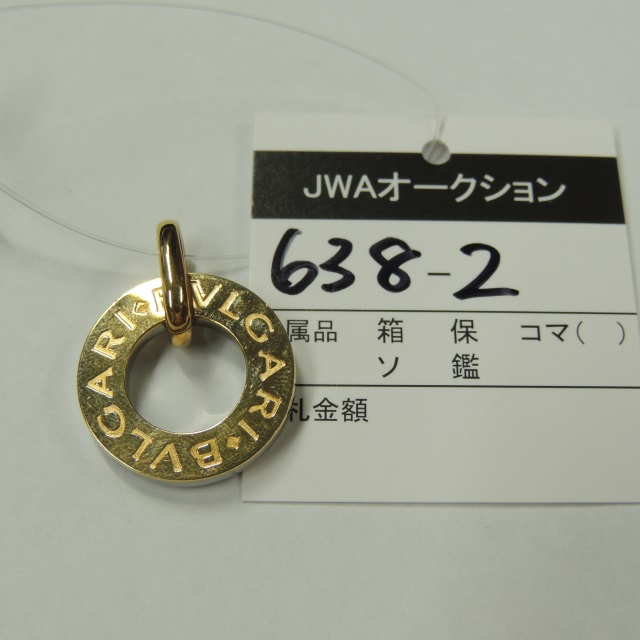 JWAオークション
638-2
属品 箱 保 コマ( )
ソ 鑑
札金額
BVLGARI•BVLGARI•